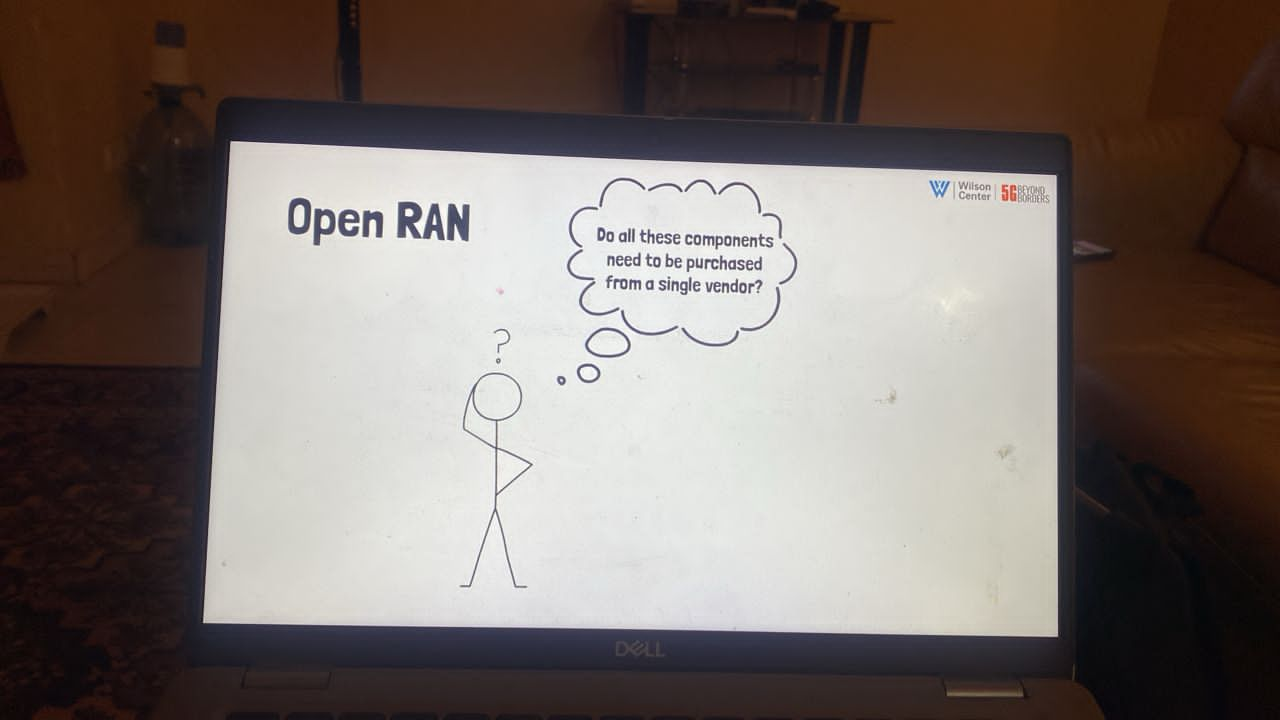 Open RAN
Do all these components
need to be purchased
from a single vendor?
W
Wilson
Center
5G
BEYOND
BORDERS
?
DELL